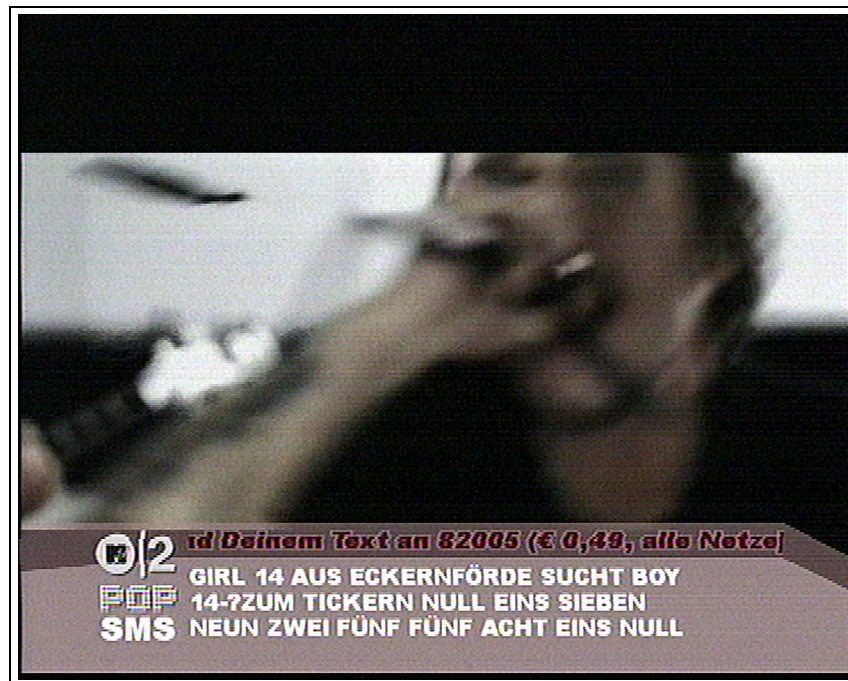 ıd Deinem Text an 82005 (€ 0,49, alle Netze)
2
GIRL 14 AUS ECKERNFÖRDE SUCHT BOY
POP 14-?ZUM TICKERN NULL EINS SIEBEN
SMS NEUN ZWEI FÜNF FÜNF ACHT EINS NULL